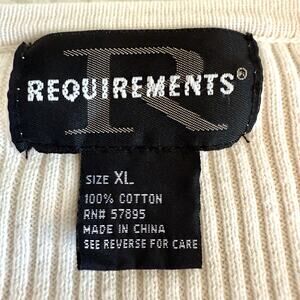 REQUIREMENTS®
SIZE XL
100% COTTON
RN# 57895
MADE IN CHINA
SEE REVERSE FOR CARE